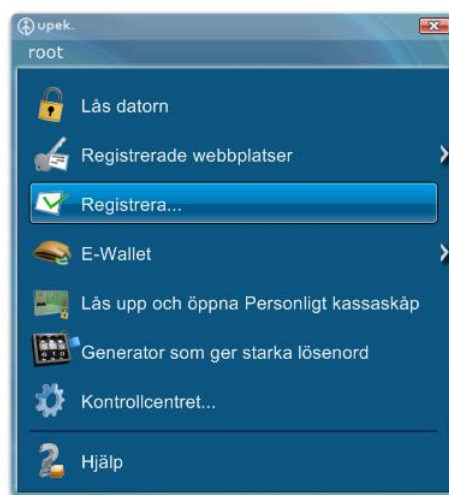 upek.
root
Lås datorn
Registrerade webbplatser
Registrera...
E-Wallet
Lås upp och öppna Personligt kassaskåp
Generator som ger starka lösenord
Kontrollcentret...
Hjälp